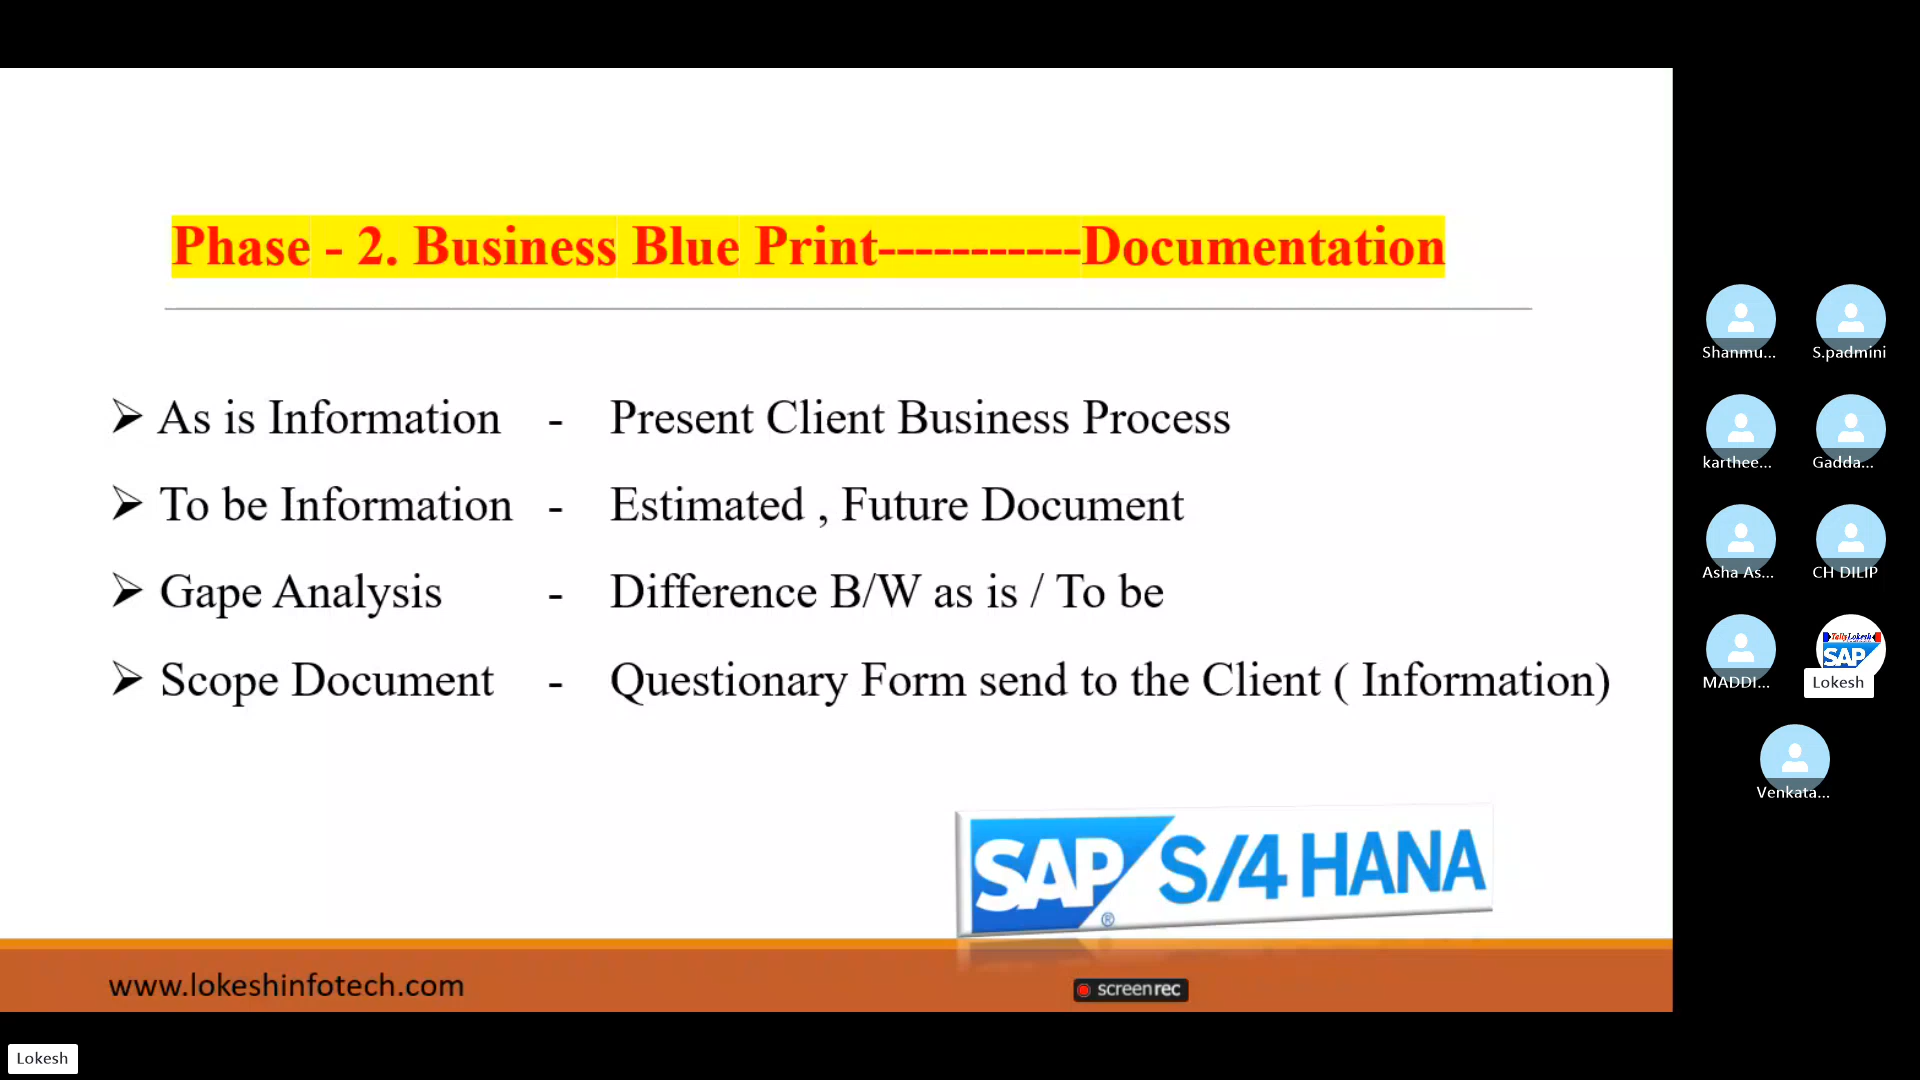 Phase - 2. Business Blue Print-----------Documentation
➢ As is Information - Present Client Business Process
➢ To be Information - Estimated , Future Document
➢ Gape Analysis - Difference B/W as is / To be
➢ Scope Document - Questionary Form send to the Client ( Information)
SAP ® S/4 HANA
www.lokeshinfotech.com
screenrec
Lokesh
Shanmu... S.padmini
karthee... Gadda...
Asha As... CH DILIP
TallyLokesh
SAP
MADDI... Lokesh
Venkata...